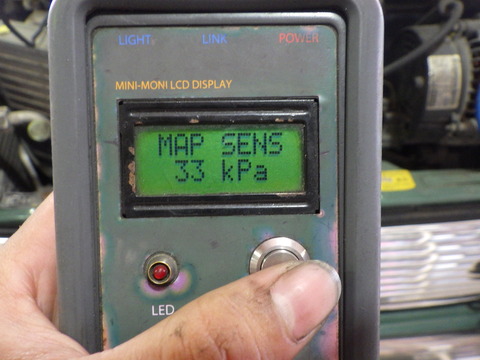 LIGHT LINK POWER
MINI-MONI LCD DISPLAY
MAP SENS
33 kPa
LED